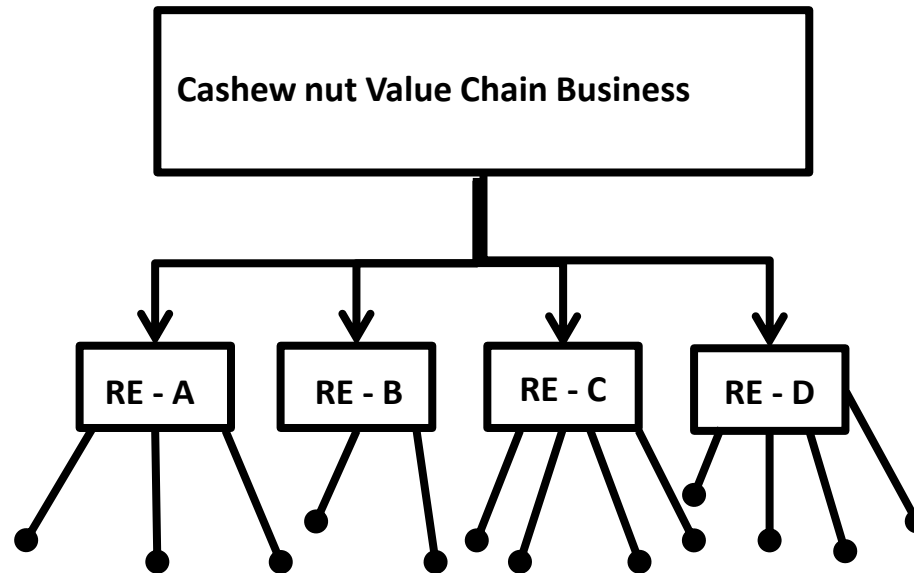 Cashew nut Value Chain Business
RE - A
RE - B
RE - C
RE - D